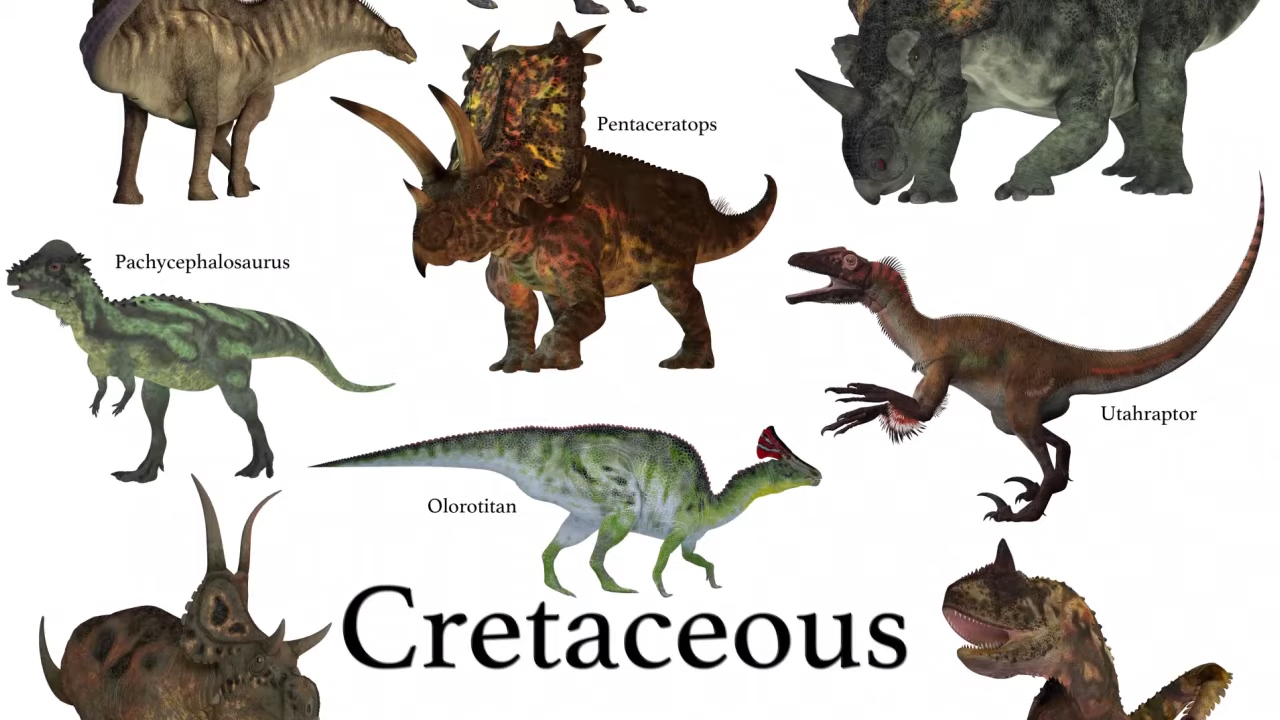 Pentaceratops
Pachycephalosaurus
Utahraptor
Olorotitan
Cretaceous